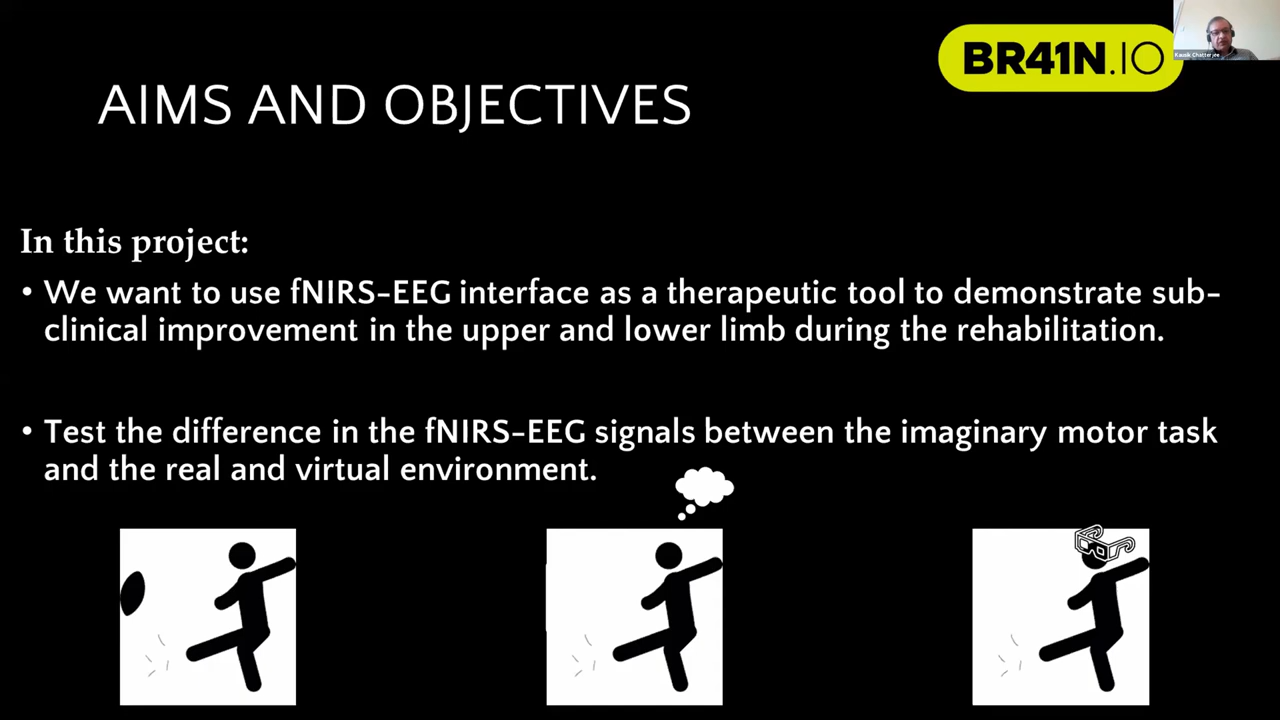 BR41N.IO
Kausik Chatterjee
AIMS AND OBJECTIVES
In this project:
• We want to use fNIRS-EEG interface as a therapeutic tool to demonstrate sub-
clinical improvement in the upper and lower limb during the rehabilitation.
• Test the difference in the fNIRS-EEG signals between the imaginary motor task
and the real and virtual environment.